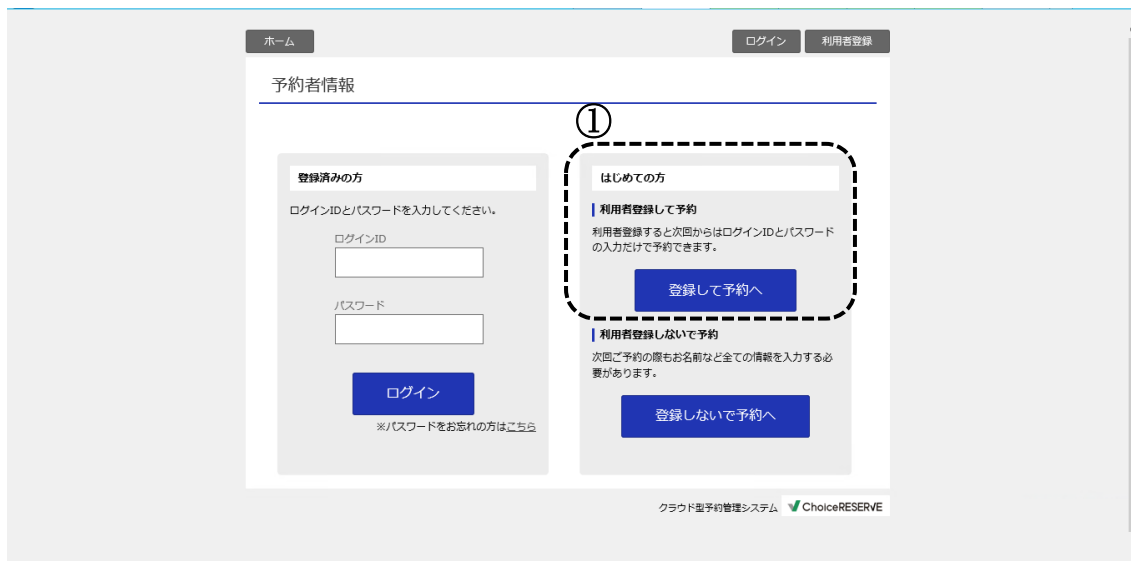 ホーム
ログイン
利用者登録
予約者情報
①
登録済みの方
ログインIDとパスワードを入力してください。
ログインID
パスワード
ログイン
※パスワードをお忘れの方はこちら
はじめての方
利用者登録して予約
利用者登録すると次回からはログインIDとパスワード
の入力だけで予約できます。
登録して予約へ
利用者登録しないで予約
次回ご予約の際もお名前など全ての情報を入力する必
要があります。
登録しないで予約へ
クラウド型予約管理システム
ChoiceRESERVE